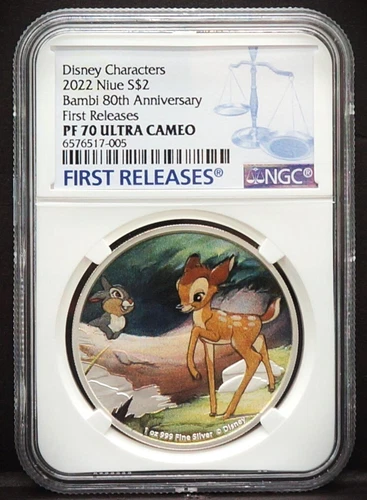 Disney Characters
2022 Niue S$2
Bambi 80th Anniversary
First Releases
PF 70 ULTRA CAMEO
6576517-005
FIRST RELEASES®
NGC®
1 oz 999 Fine Silver © Disney